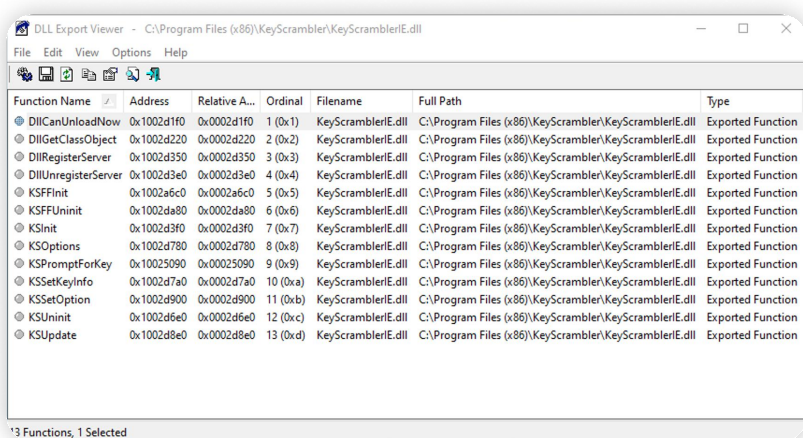 DLL Export Viewer - C:\Program Files (x86)\KeyScrambler\KeyScramblerIE.dll
File Edit View Options Help
Function Name / Address Relative A... Ordinal Filename Full Path Type
DllCanUnloadNow 0x1002d1f0 0x0002d1f0 1 (0x1) KeyScramblerIE.dll C:\Program Files (x86)\KeyScrambler\KeyScramblerIE.dll Exported Function
DllGetClassObject 0x1002d220 0x0002d220 2 (0x2) KeyScramblerIE.dll C:\Program Files (x86)\KeyScrambler\KeyScramblerIE.dll Exported Function
DllRegisterServer 0x1002d350 0x0002d350 3 (0x3) KeyScramblerIE.dll C:\Program Files (x86)\KeyScrambler\KeyScramblerIE.dll Exported Function
DllUnregisterServer 0x1002d3e0 0x0002d3e0 4 (0x4) KeyScramblerIE.dll C:\Program Files (x86)\KeyScrambler\KeyScramblerIE.dll Exported Function
KSFFInit 0x1002a6c0 0x0002a6c0 5 (0x5) KeyScramblerIE.dll C:\Program Files (x86)\KeyScrambler\KeyScramblerIE.dll Exported Function
KSFFUninit 0x1002da80 0x0002da80 6 (0x6) KeyScramblerIE.dll C:\Program Files (x86)\KeyScrambler\KeyScramblerIE.dll Exported Function
KSInit 0x1002d3f0 0x0002d3f0 7 (0x7) KeyScramblerIE.dll C:\Program Files (x86)\KeyScrambler\KeyScramblerIE.dll Exported Function
KSOptions 0x1002d780 0x0002d780 8 (0x8) KeyScramblerIE.dll C:\Program Files (x86)\KeyScrambler\KeyScramblerIE.dll Exported Function
KSPromptForKey 0x10025090 0x00025090 9 (0x9) KeyScramblerIE.dll C:\Program Files (x86)\KeyScrambler\KeyScramblerIE.dll Exported Function
KSSetKeyInfo 0x1002d7a0 0x0002d7a0 10 (0xa) KeyScramblerIE.dll C:\Program Files (x86)\KeyScrambler\KeyScramblerIE.dll Exported Function
KSSetOption 0x1002d900 0x0002d900 11 (0xb) KeyScramblerIE.dll C:\Program Files (x86)\KeyScrambler\KeyScramblerIE.dll Exported Function
KSUninit 0x1002d6e0 0x0002d6e0 12 (0xc) KeyScramblerIE.dll C:\Program Files (x86)\KeyScrambler\KeyScramblerIE.dll Exported Function
KSUpdate 0x1002d8e0 0x0002d8e0 13 (0xd) KeyScramblerIE.dll C:\Program Files (x86)\KeyScrambler\KeyScramblerIE.dll Exported Function
13 Functions, 1 Selected